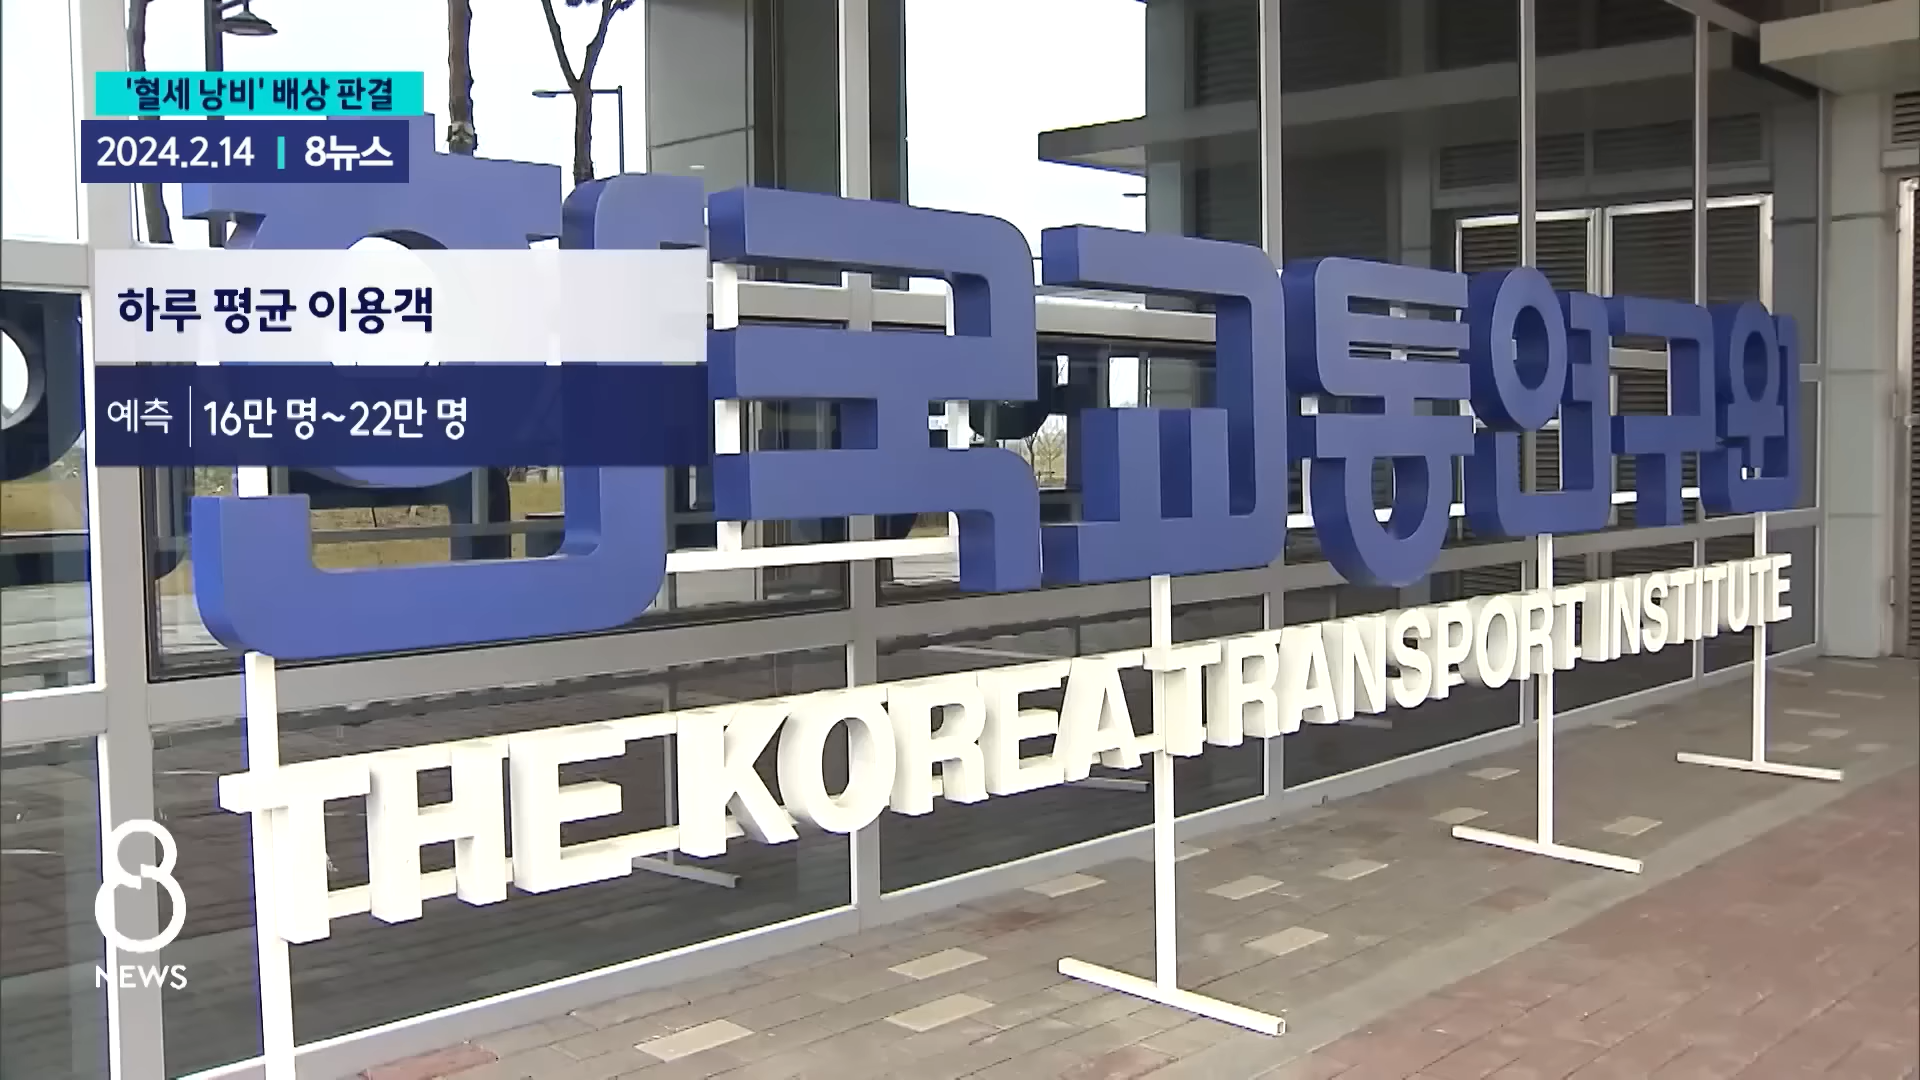 '혈세 낭비' 배상 판결
2024.2.14 | 8뉴스
하루 평균 이용객
예측 | 16만 명~22만 명
한국교통연구원
THE KOREA TRANSPORT INSTITUTE
8
NEWS